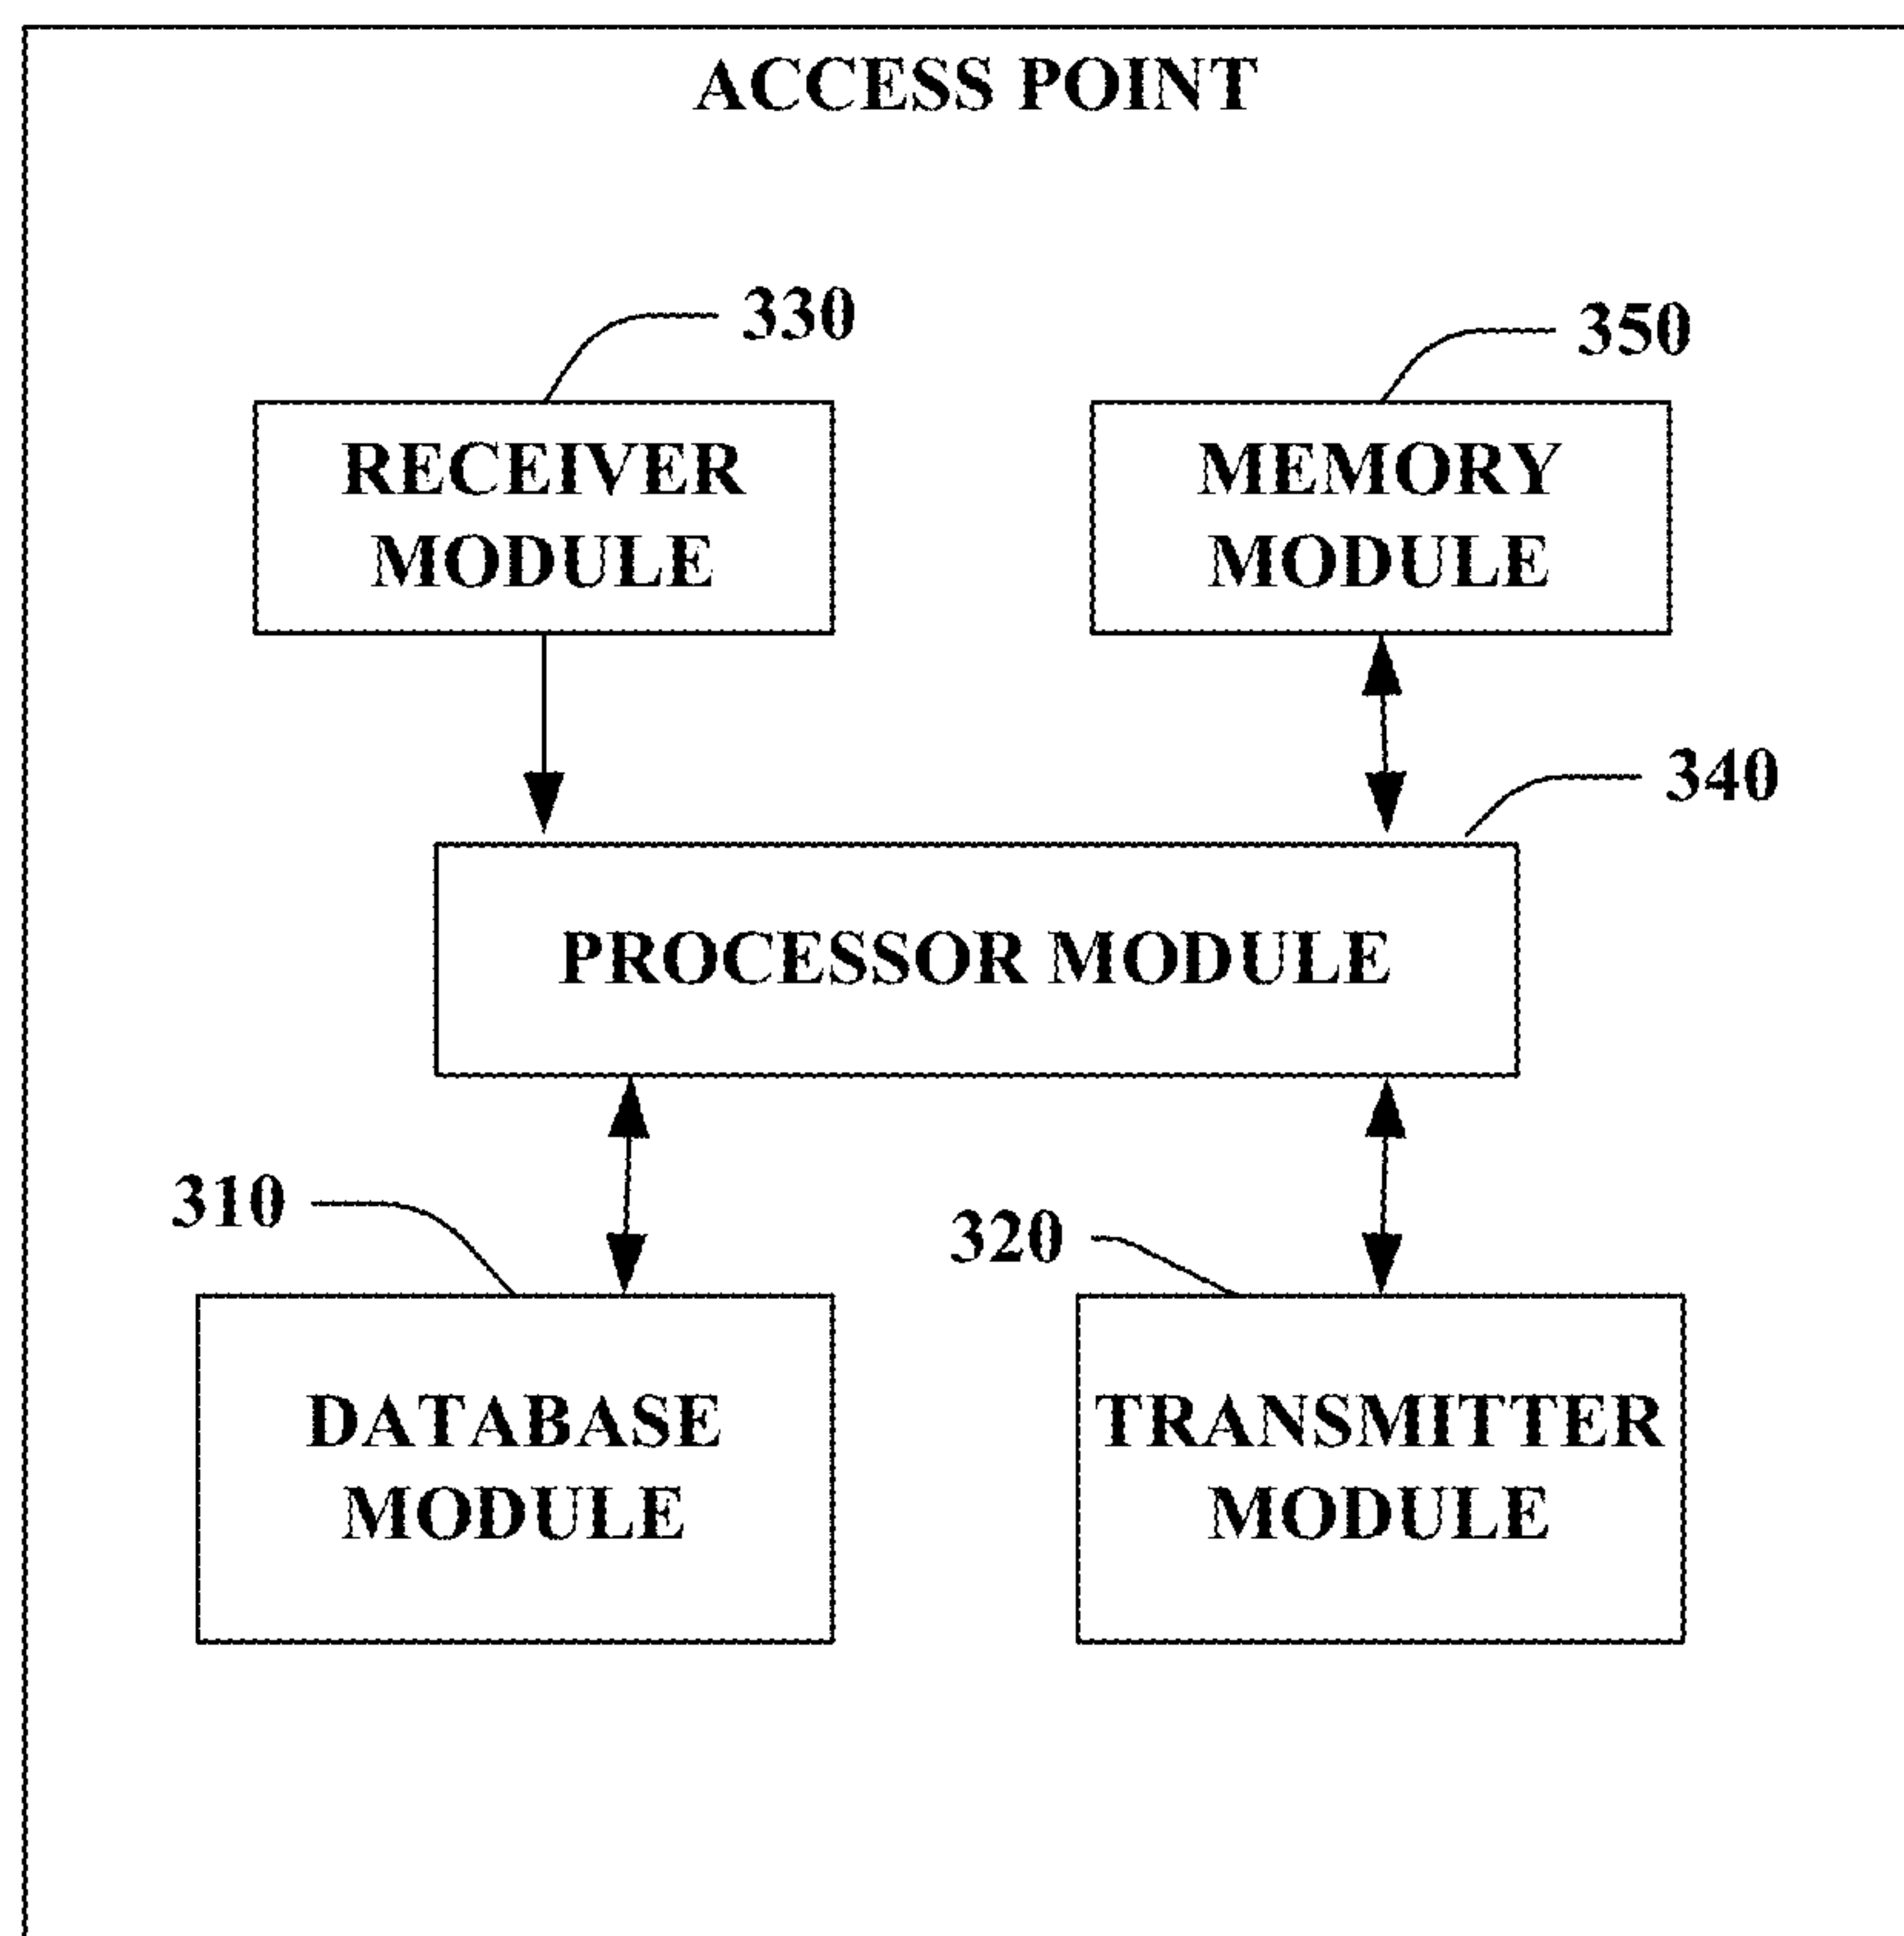 ACCESS POINT
330
350
RECEIVER
MODULE
MEMORY
MODULE
340
PROCESSOR MODULE
310
320
DATABASE
MODULE
TRANSMITTER
MODULE